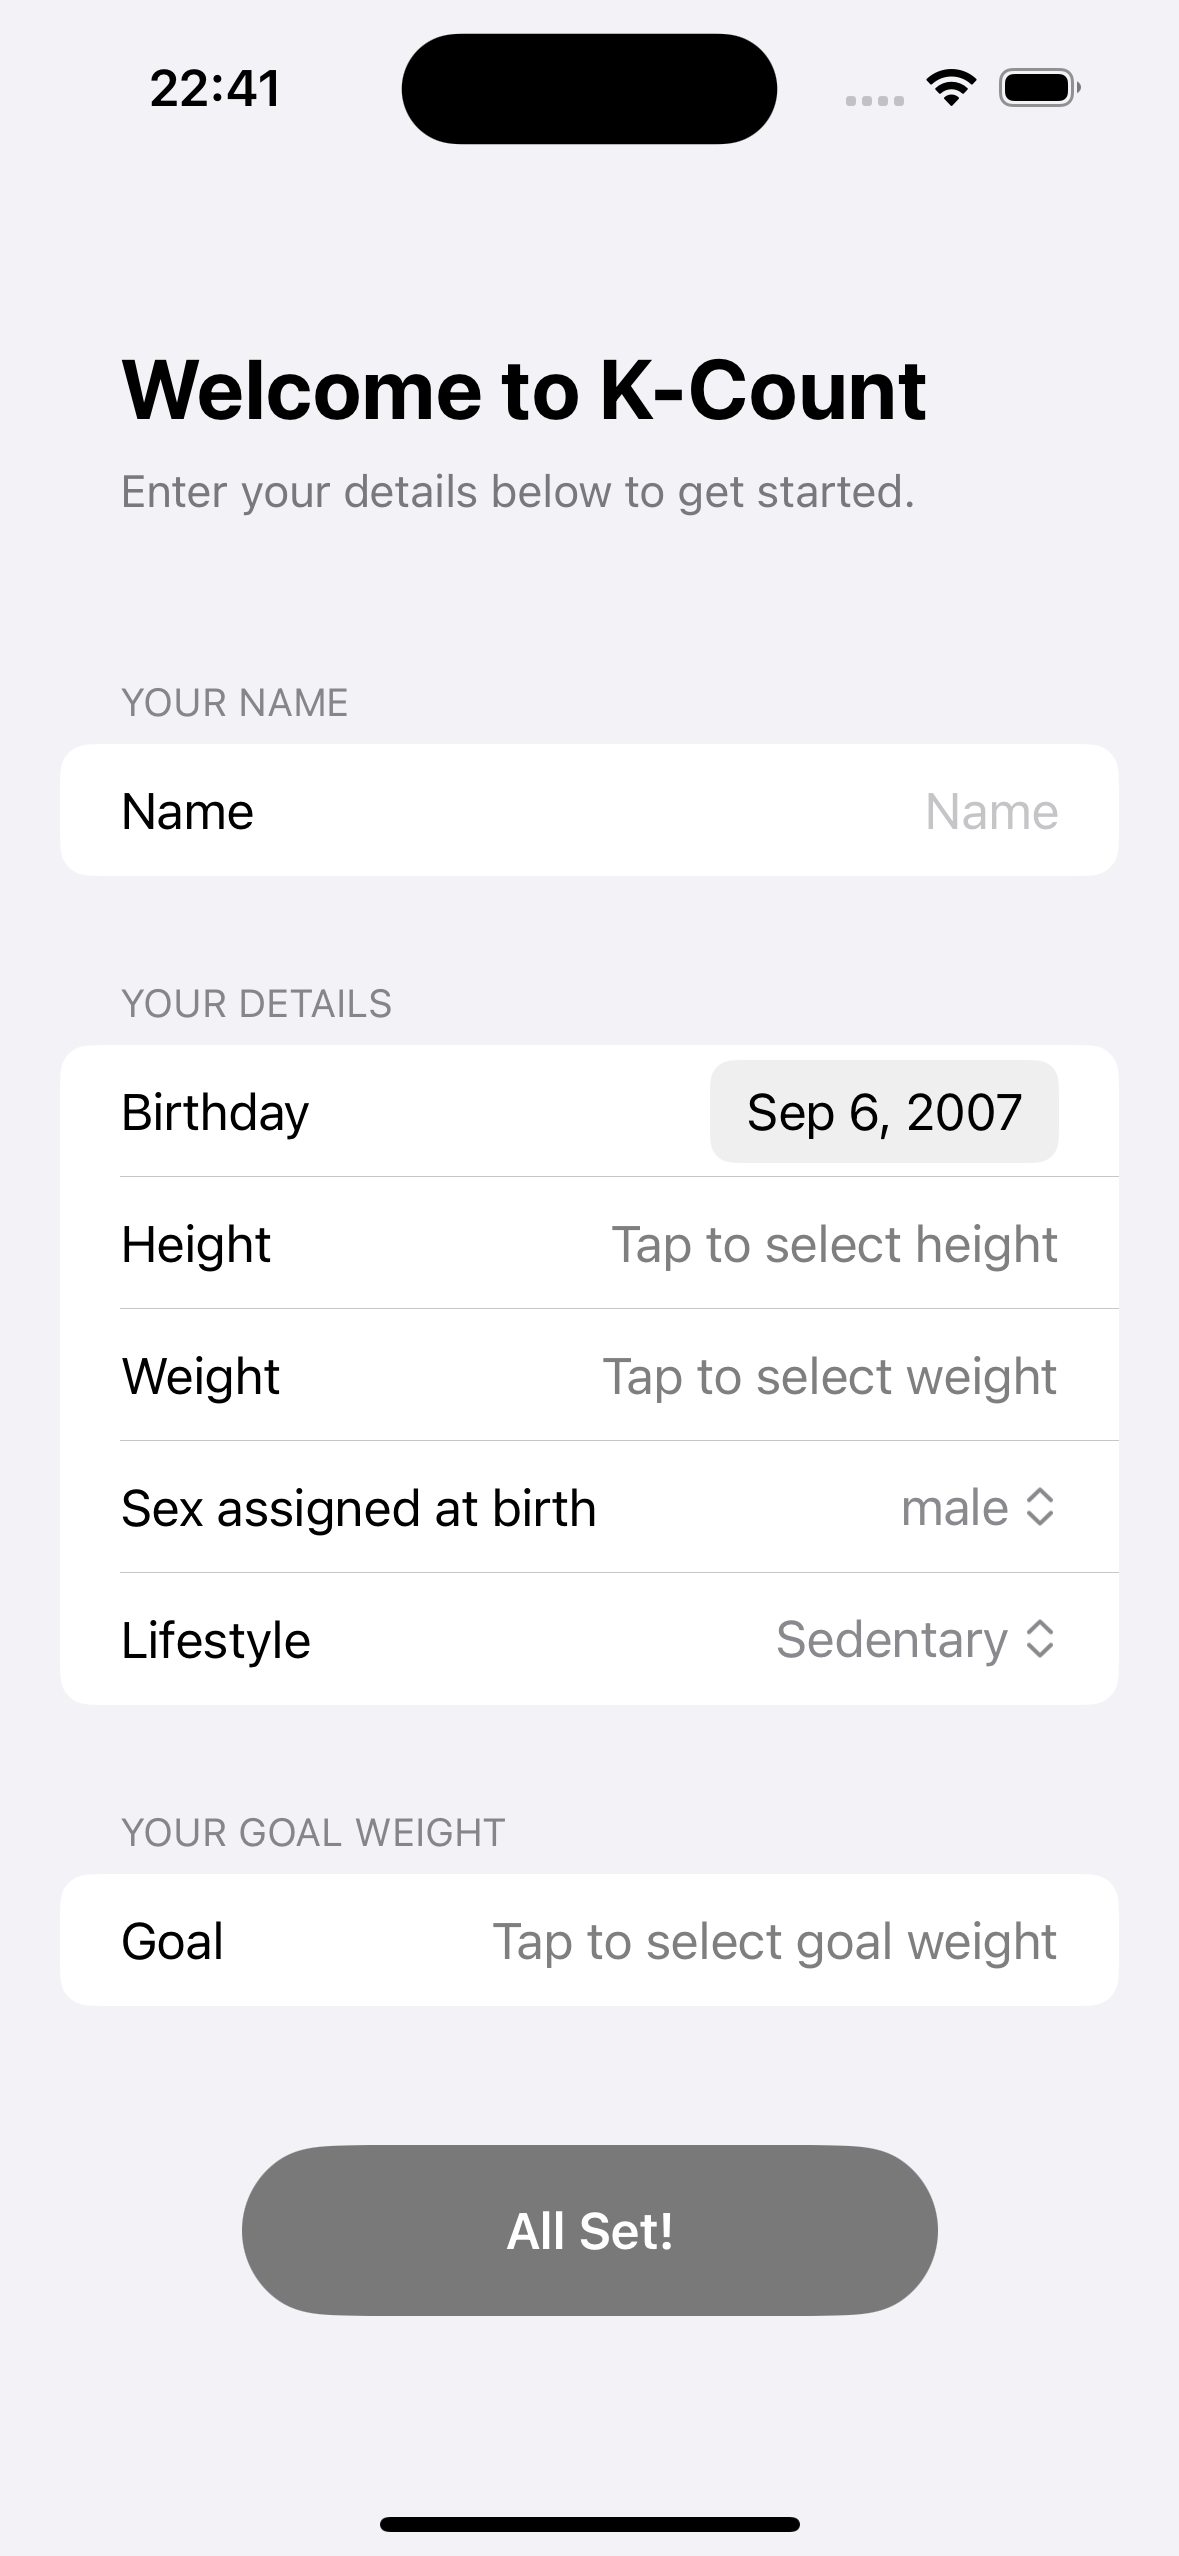 22:41
Welcome to K-Count
Enter your details below to get started.
YOUR NAME
Name Name
YOUR DETAILS
Birthday Sep 6, 2007
Height Tap to select height
Weight Tap to select weight
Sex assigned at birth male
Lifestyle Sedentary
YOUR GOAL WEIGHT
Goal Tap to select goal weight
All Set!